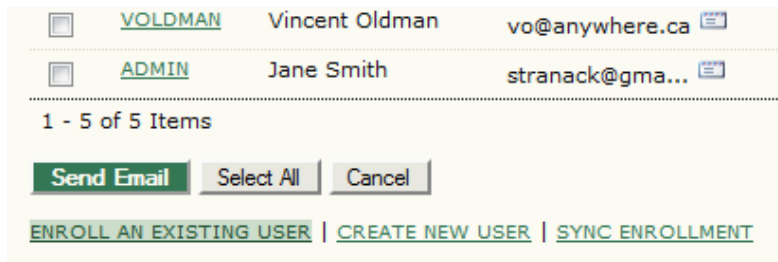 VOLDMAN Vincent Oldman vo@anywhere.ca
ADMIN Jane Smith stranack@gma...
1 - 5 of 5 Items
Send Email Select All Cancel
ENROLL AN EXISTING USER | CREATE NEW USER | SYNC ENROLLMENT